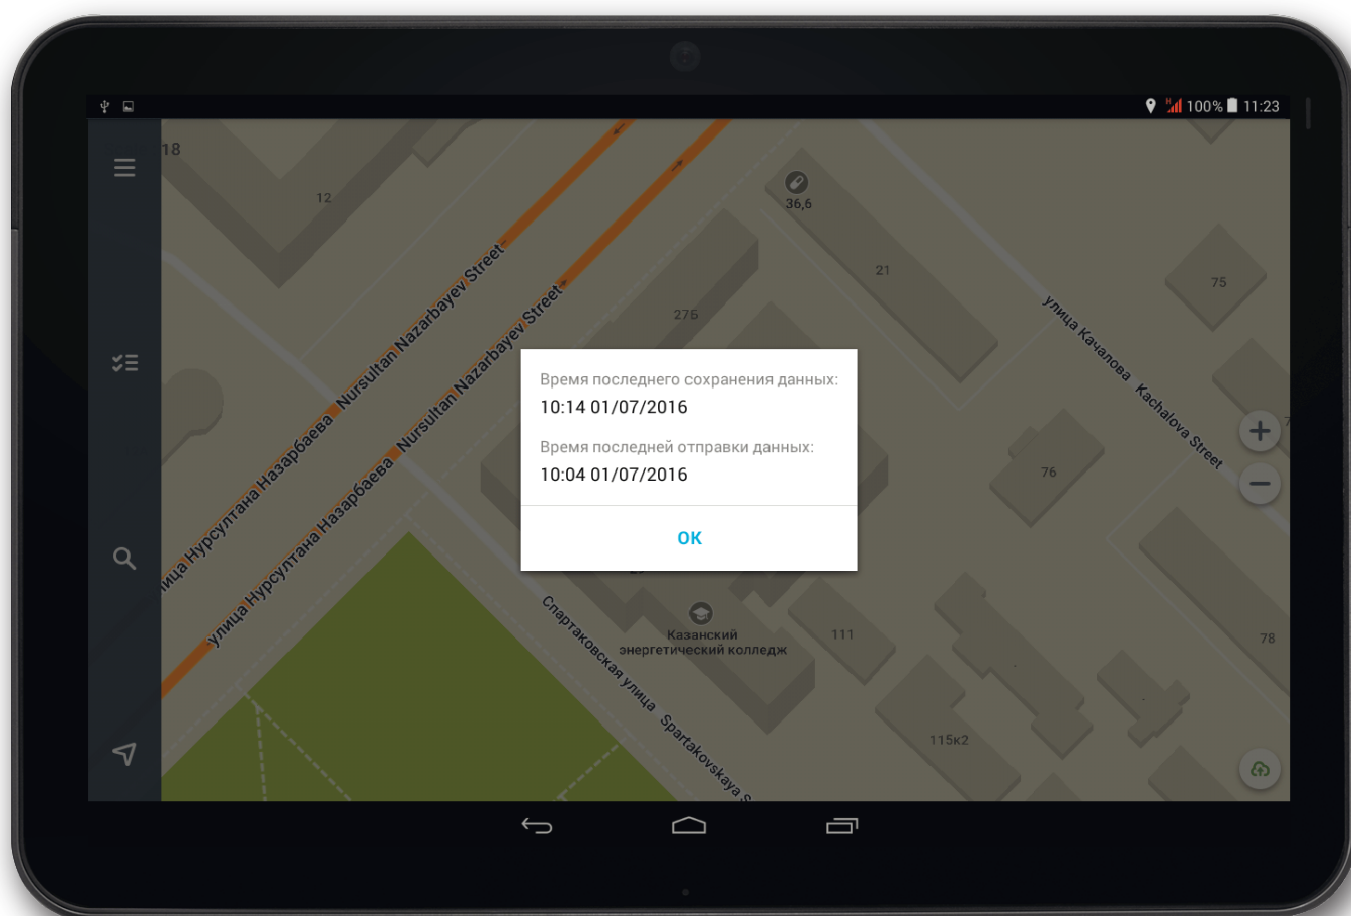 100% 11:23
18
12
36,6
21
75
27Б
улица Нурсултана Назарбаева Nursultan Nazarbayev Street
улица Нурсултана Назарбаева Nursultan Nazarbayev Street
улица Качалова Kachalova Street
Время последнего сохранения данных:
10:14 01/07/2016
Время последней отправки данных:
10:04 01/07/2016
OK
76
Спартаковская улица Spartakovskaya S
Казанский
энергетический колледж
111
78
115к2